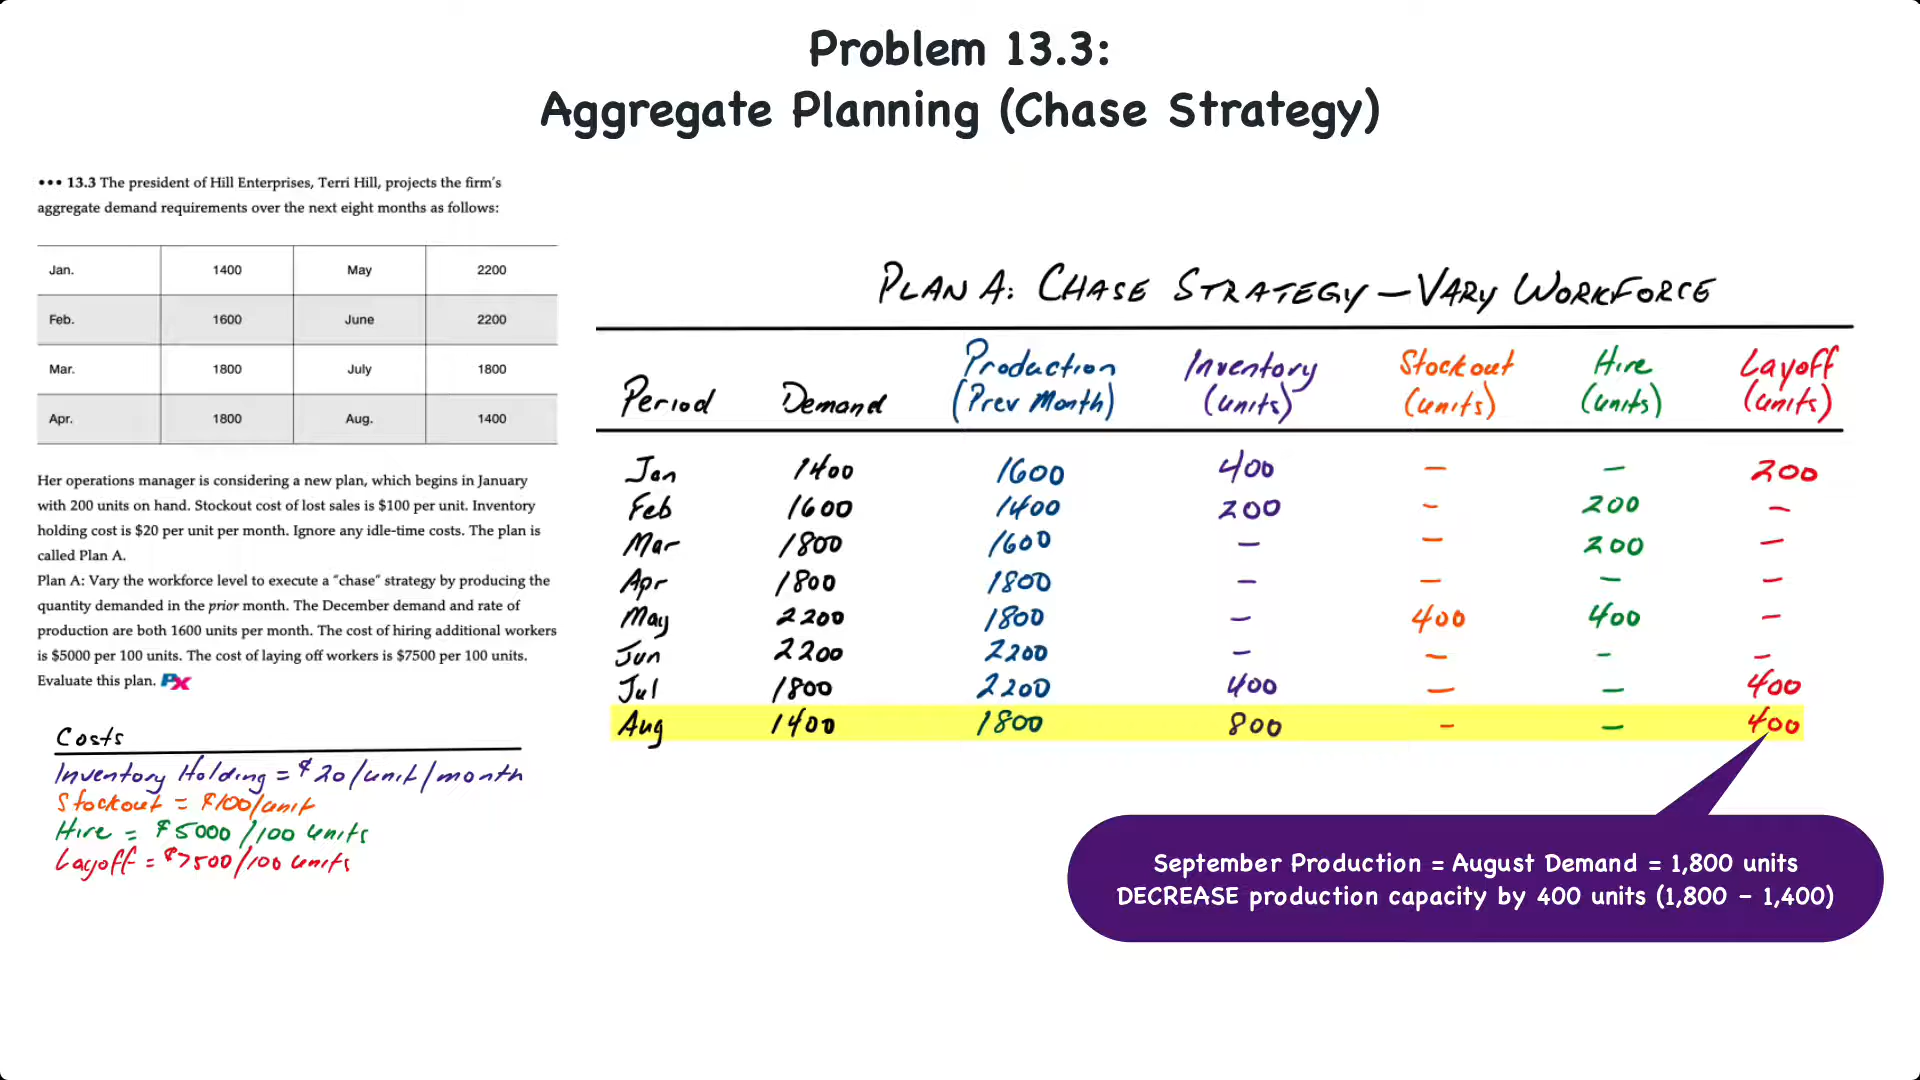 Problem 13.3:
Aggregate Planning (Chase Strategy)
••• 13.3 The president of Hill Enterprises, Terri Hill, projects the firm's
aggregate demand requirements over the next eight months as follows:
Jan. 1400 May 2200
Feb. 1600 June 2200
Mar. 1800 July 1800
Apr. 1800 Aug. 1400
Her operations manager is considering a new plan, which begins in January
with 200 units on hand. Stockout cost of lost sales is $100 per unit. Inventory
holding cost is $20 per unit per month. Ignore any idle-time costs. The plan is
called Plan A.
Plan A: Vary the workforce level to execute a "chase" strategy by producing the
quantity demanded in the prior month. The December demand and rate of
production are both 1600 units per month. The cost of hiring additional workers
is $5000 per 100 units. The cost of laying off workers is $7500 per 100 units.
Evaluate this plan. PX
Costs
Inventory Holding = $20/unit/month
Stockout = $100/unit
Hire = $5000/100 units
Layoff = $7500/100 units
PLAN A: CHASE STRATEGY – VARY WORKFORCE
Period Demand Production (Prev Month) Inventory (units) Stockout (units) Hire (units) Layoff (units)
Jan 1400 1600 400 – – 200
Feb 1600 1400 200 – 200 –
Mar 1800 1600 – – 200 –
Apr 1800 1800 – – – –
May 2200 1800 – 400 400 –
Jun 2200 2200 – – – –
Jul 1800 2200 400 – – 400
Aug 1400 1800 800 – – 400
September Production = August Demand = 1,800 units
DECREASE production capacity by 400 units (1,800 – 1,400)